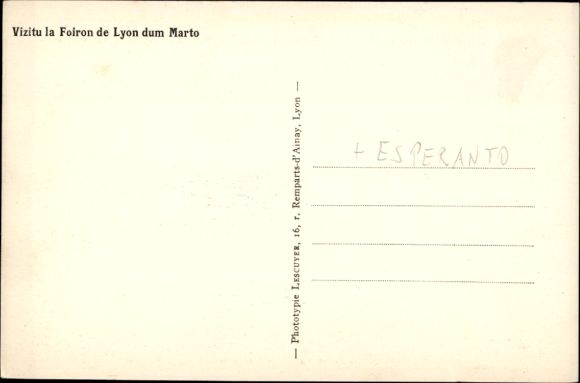 Vizitu la Foiron de Lyon dum Marto
— Phototypie LESCUYER, 16, r. Remparts-d'Ainay, Lyon —
+ ESPERANTO